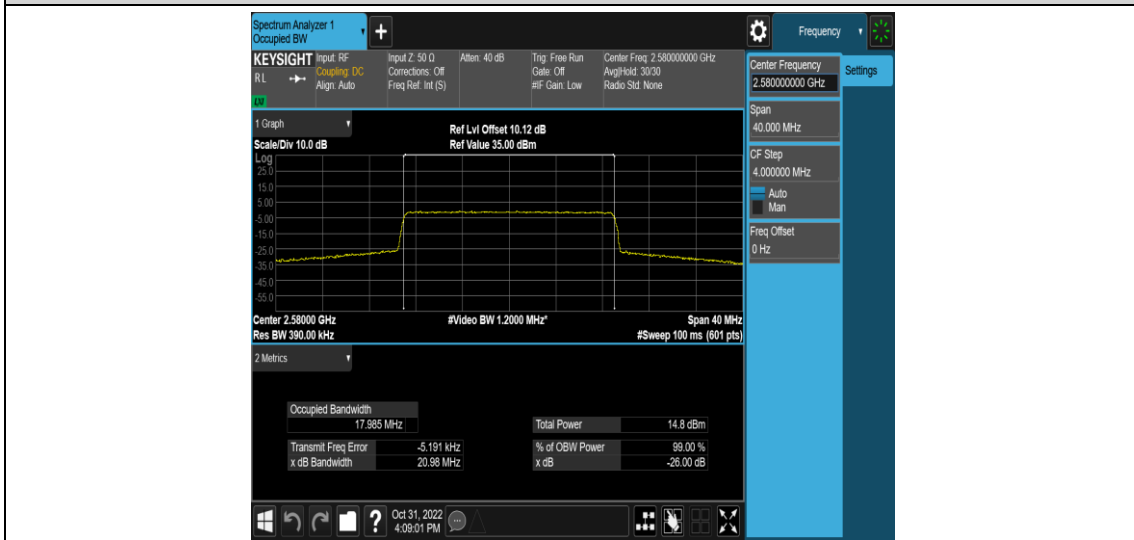 Spectrum Analyzer 1
Occupied BW
+
Frequency
KEYSIGHT
RL
LXI
Input: RF
Coupling: DC
Align: Auto
Input Z: 50 Ω
Corrections: Off
Freq Ref: Int (S)
Atten: 40 dB
Trig: Free Run
Gate: Off
#IF Gain: Low
Center Freq: 2.580000000 GHz
Avg|Hold: 30/30
Radio Std: None
Center Frequency
2.580000000 GHz
Settings
Span
40.000 MHz
CF Step
4.000000 MHz
Auto
Man
Freq Offset
0 Hz
1 Graph
Scale/Div 10.0 dB
Ref Lvl Offset 10.12 dB
Ref Value 35.00 dBm
Log
25.0
15.0
5.00
-5.00
-15.0
-25.0
-35.0
-45.0
-55.0
Center 2.58000 GHz
Res BW 390.00 kHz
#Video BW 1.2000 MHz*
Span 40 MHz
#Sweep 100 ms (601 pts)
2 Metrics
Occupied Bandwidth
17.985 MHz
Total Power 14.8 dBm
Transmit Freq Error -5.191 kHz
% of OBW Power 99.00 %
x dB Bandwidth 20.98 MHz
x dB -26.00 dB
?
Oct 31, 2022
4:09:01 PM